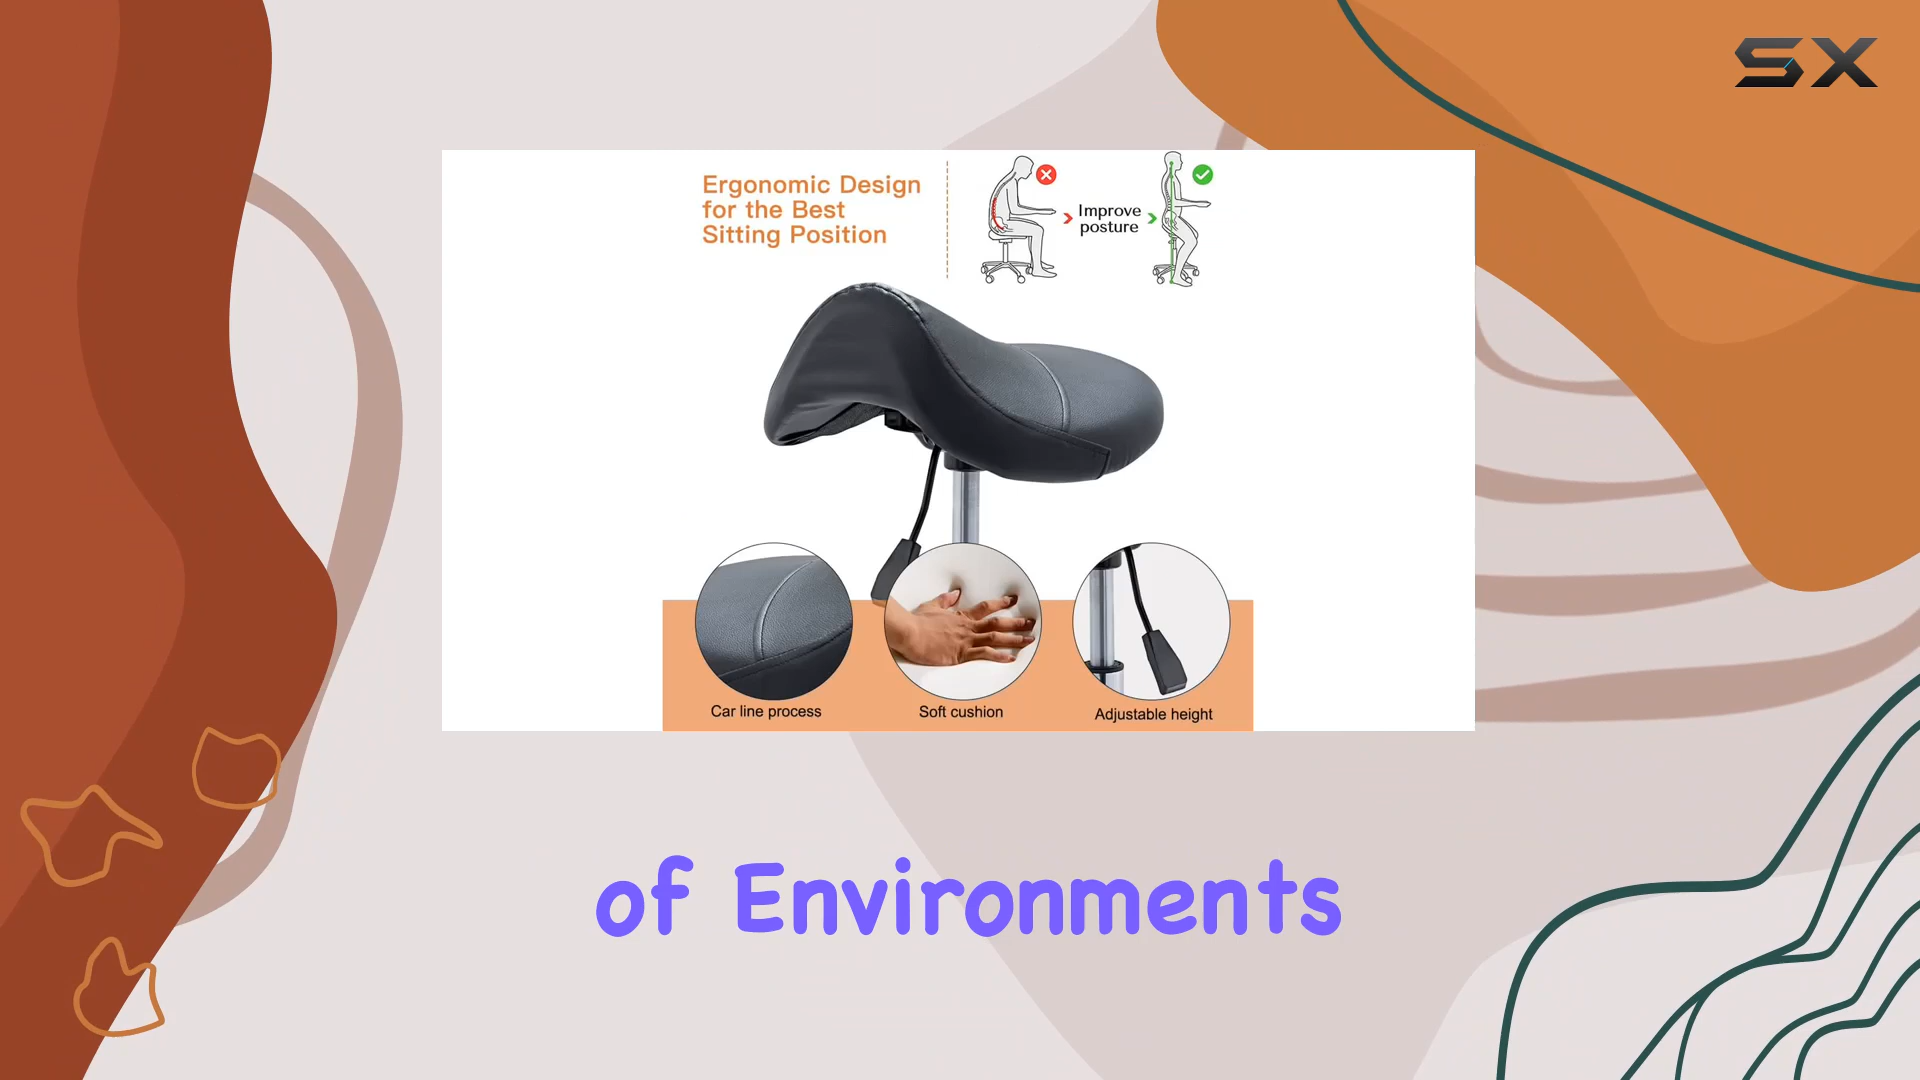 SX
Ergonomic Design
for the Best
Sitting Position
Improve
posture
Car line process
Soft cushion
Adjustable height
of Environments